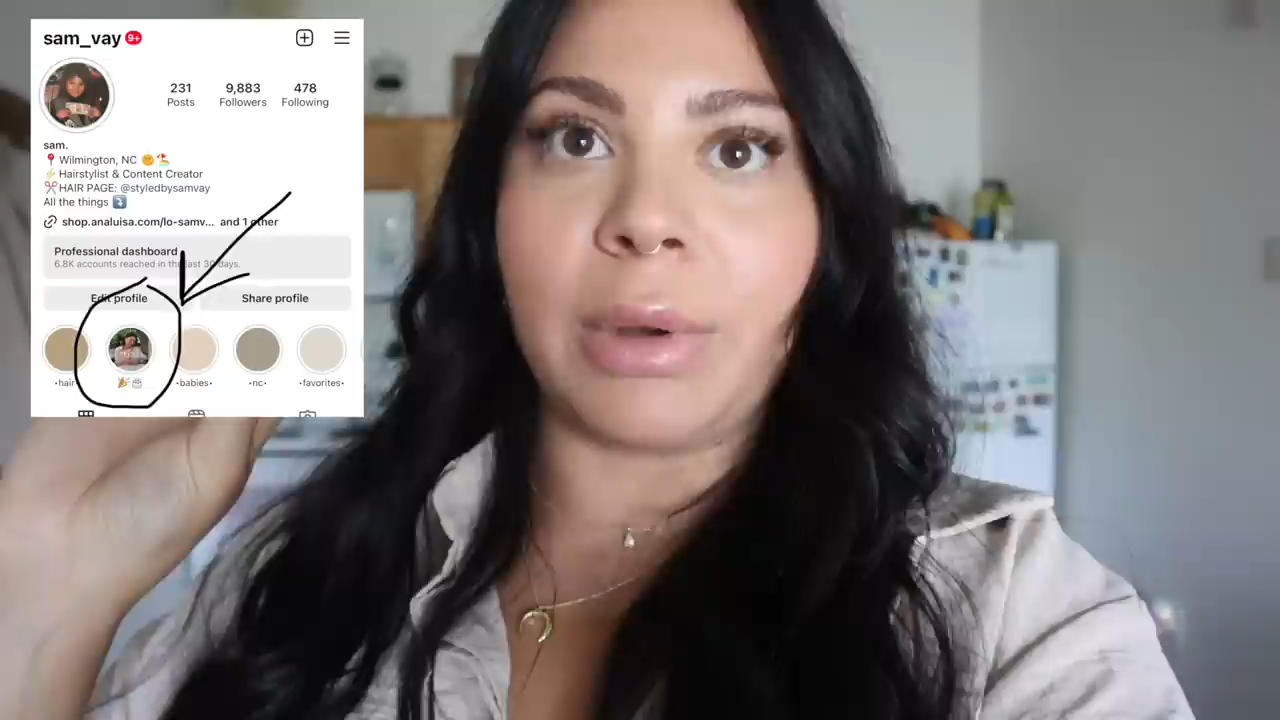 sam_vay 9+
231 9,883 478
Posts Followers Following
sam.
📍 Wilmington, NC 🌞🏖️
⚡ Hairstylist & Content Creator
✂️HAIR PAGE: @styledbysamvay
All the things ⤵️
shop.analuisa.com/lo-samv... and 1 other
Professional dashboard
6.8K accounts reached in the last 30 days.
Edit profile Share profile
•hair 🎉🎂 •babies• •nc• •favorites•